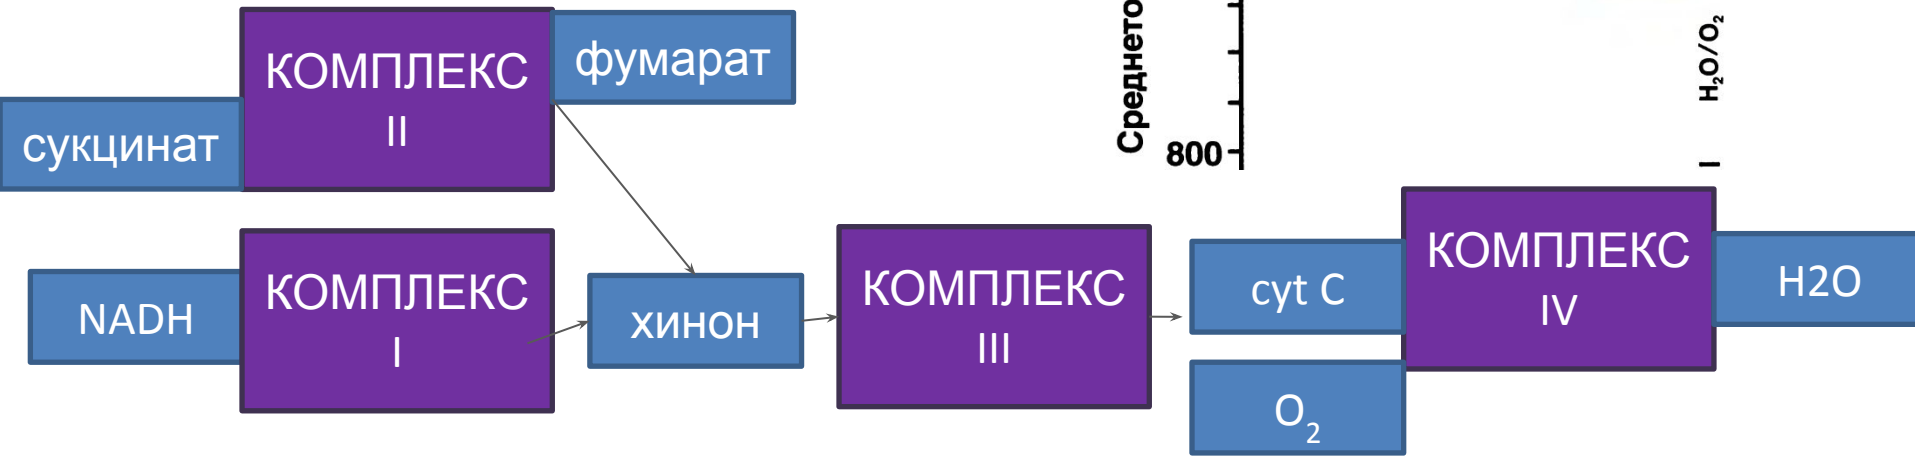 КОМПЛЕКС
II
фумарат
сукцинат
Среднето
800
H₂O/O₂
NADH
КОМПЛЕКС
I
хинон
КОМПЛЕКС
III
cyt C
O₂
КОМПЛЕКС
IV
H2O